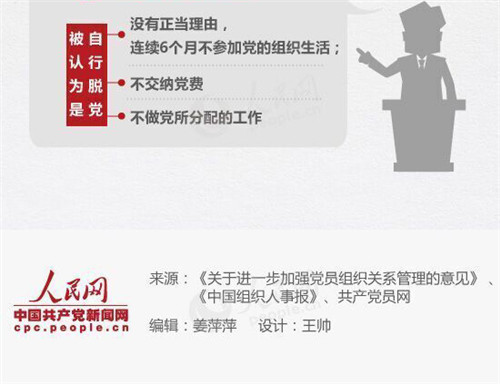 没有正当理由，
连续6个月不参加党的组织生活；
被认为是
自行脱党
不交纳党费
不做党所分配的工作
人民网
people.cn
人民网
中国共产党新闻网
cpc.people.cn
来源：《关于进一步加强党员组织关系管理的意见》、
《中国组织人事报》、共产党员网
编辑：姜萍萍 设计：王帅